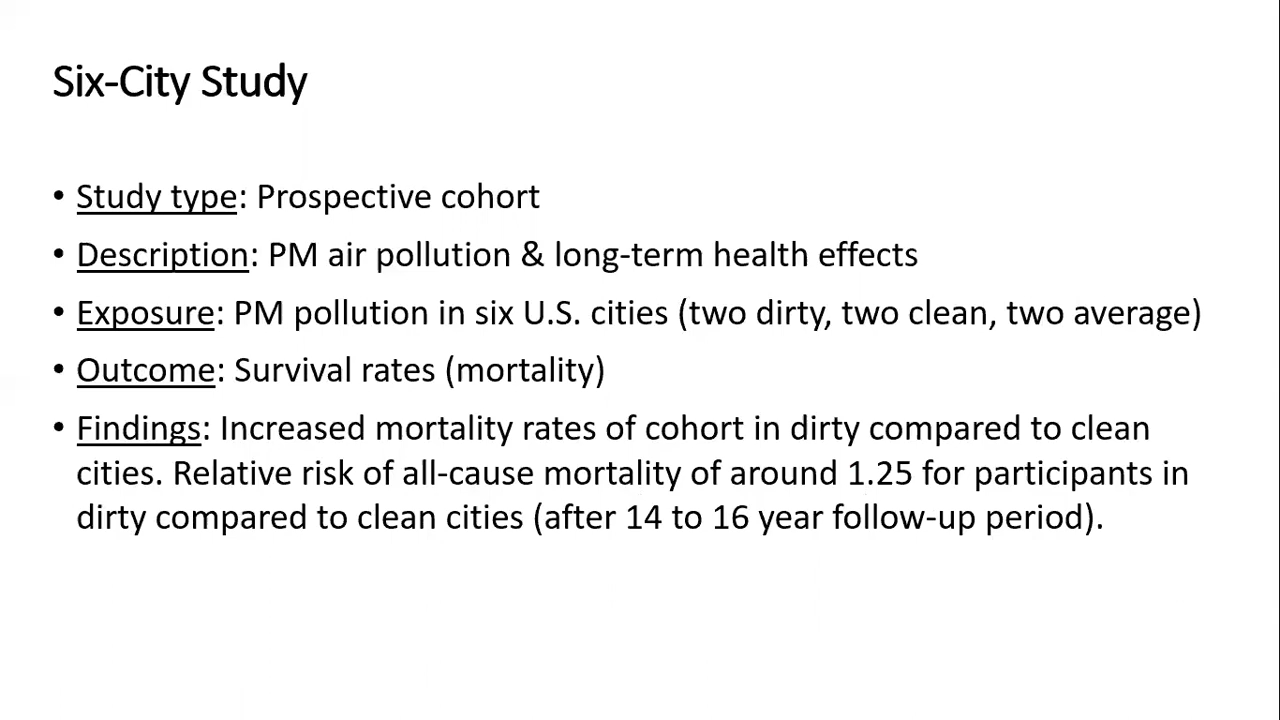 Six-City Study
• Study type: Prospective cohort
• Description: PM air pollution & long-term health effects
• Exposure: PM pollution in six U.S. cities (two dirty, two clean, two average)
• Outcome: Survival rates (mortality)
• Findings: Increased mortality rates of cohort in dirty compared to clean
cities. Relative risk of all-cause mortality of around 1.25 for participants in
dirty compared to clean cities (after 14 to 16 year follow-up period).